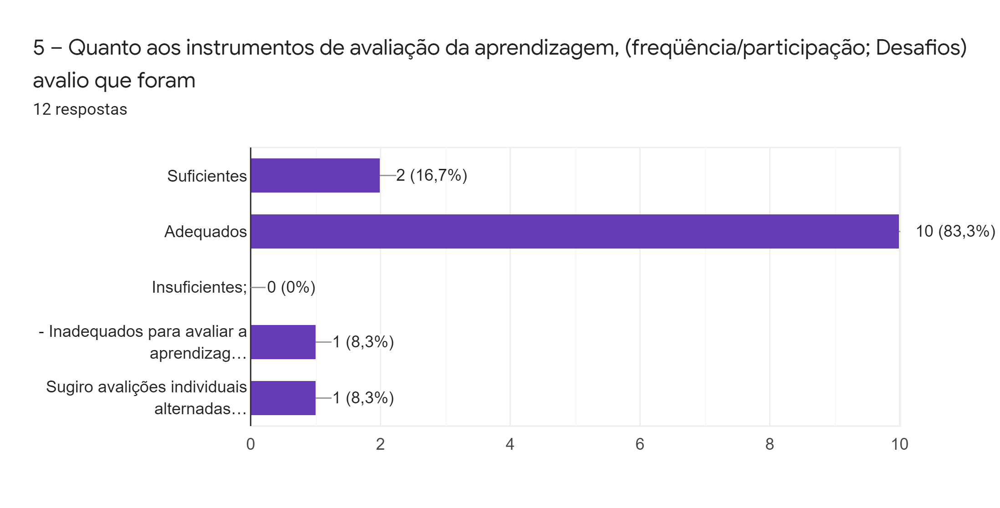 5 – Quanto aos instrumentos de avaliação da aprendizagem, (freqüência/participação; Desafios)
avalio que foram
12 respostas
Suficientes
2 (16,7%)
Adequados
10 (83,3%)
Insuficientes;
0 (0%)
- Inadequados para avaliar a
aprendizag…
1 (8,3%)
Sugiro avalições individuais
alternadas…
1 (8,3%)
0 2 4 6 8 10